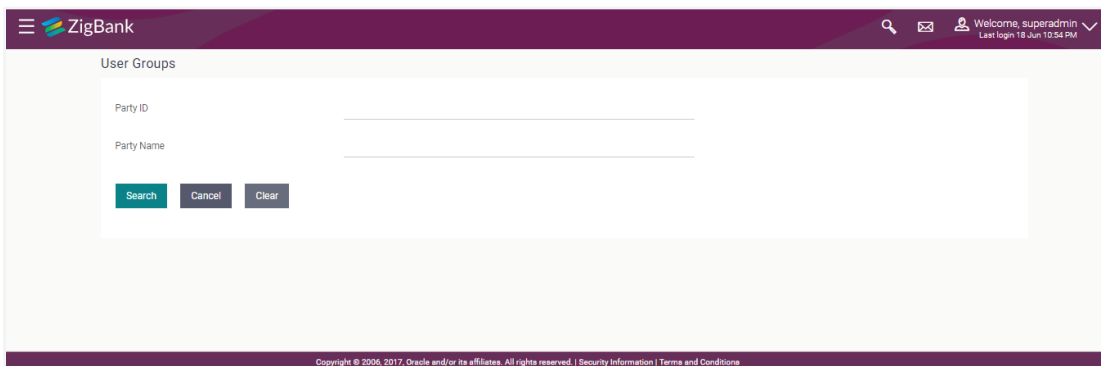 ZigBank
Welcome, superadmin
Last login 18 Jun 10:54 PM
User Groups
Party ID
Party Name
Search Cancel Clear
Copyright © 2006, 2017, Oracle and/or its affiliates. All rights reserved. | Security Information | Terms and Conditions